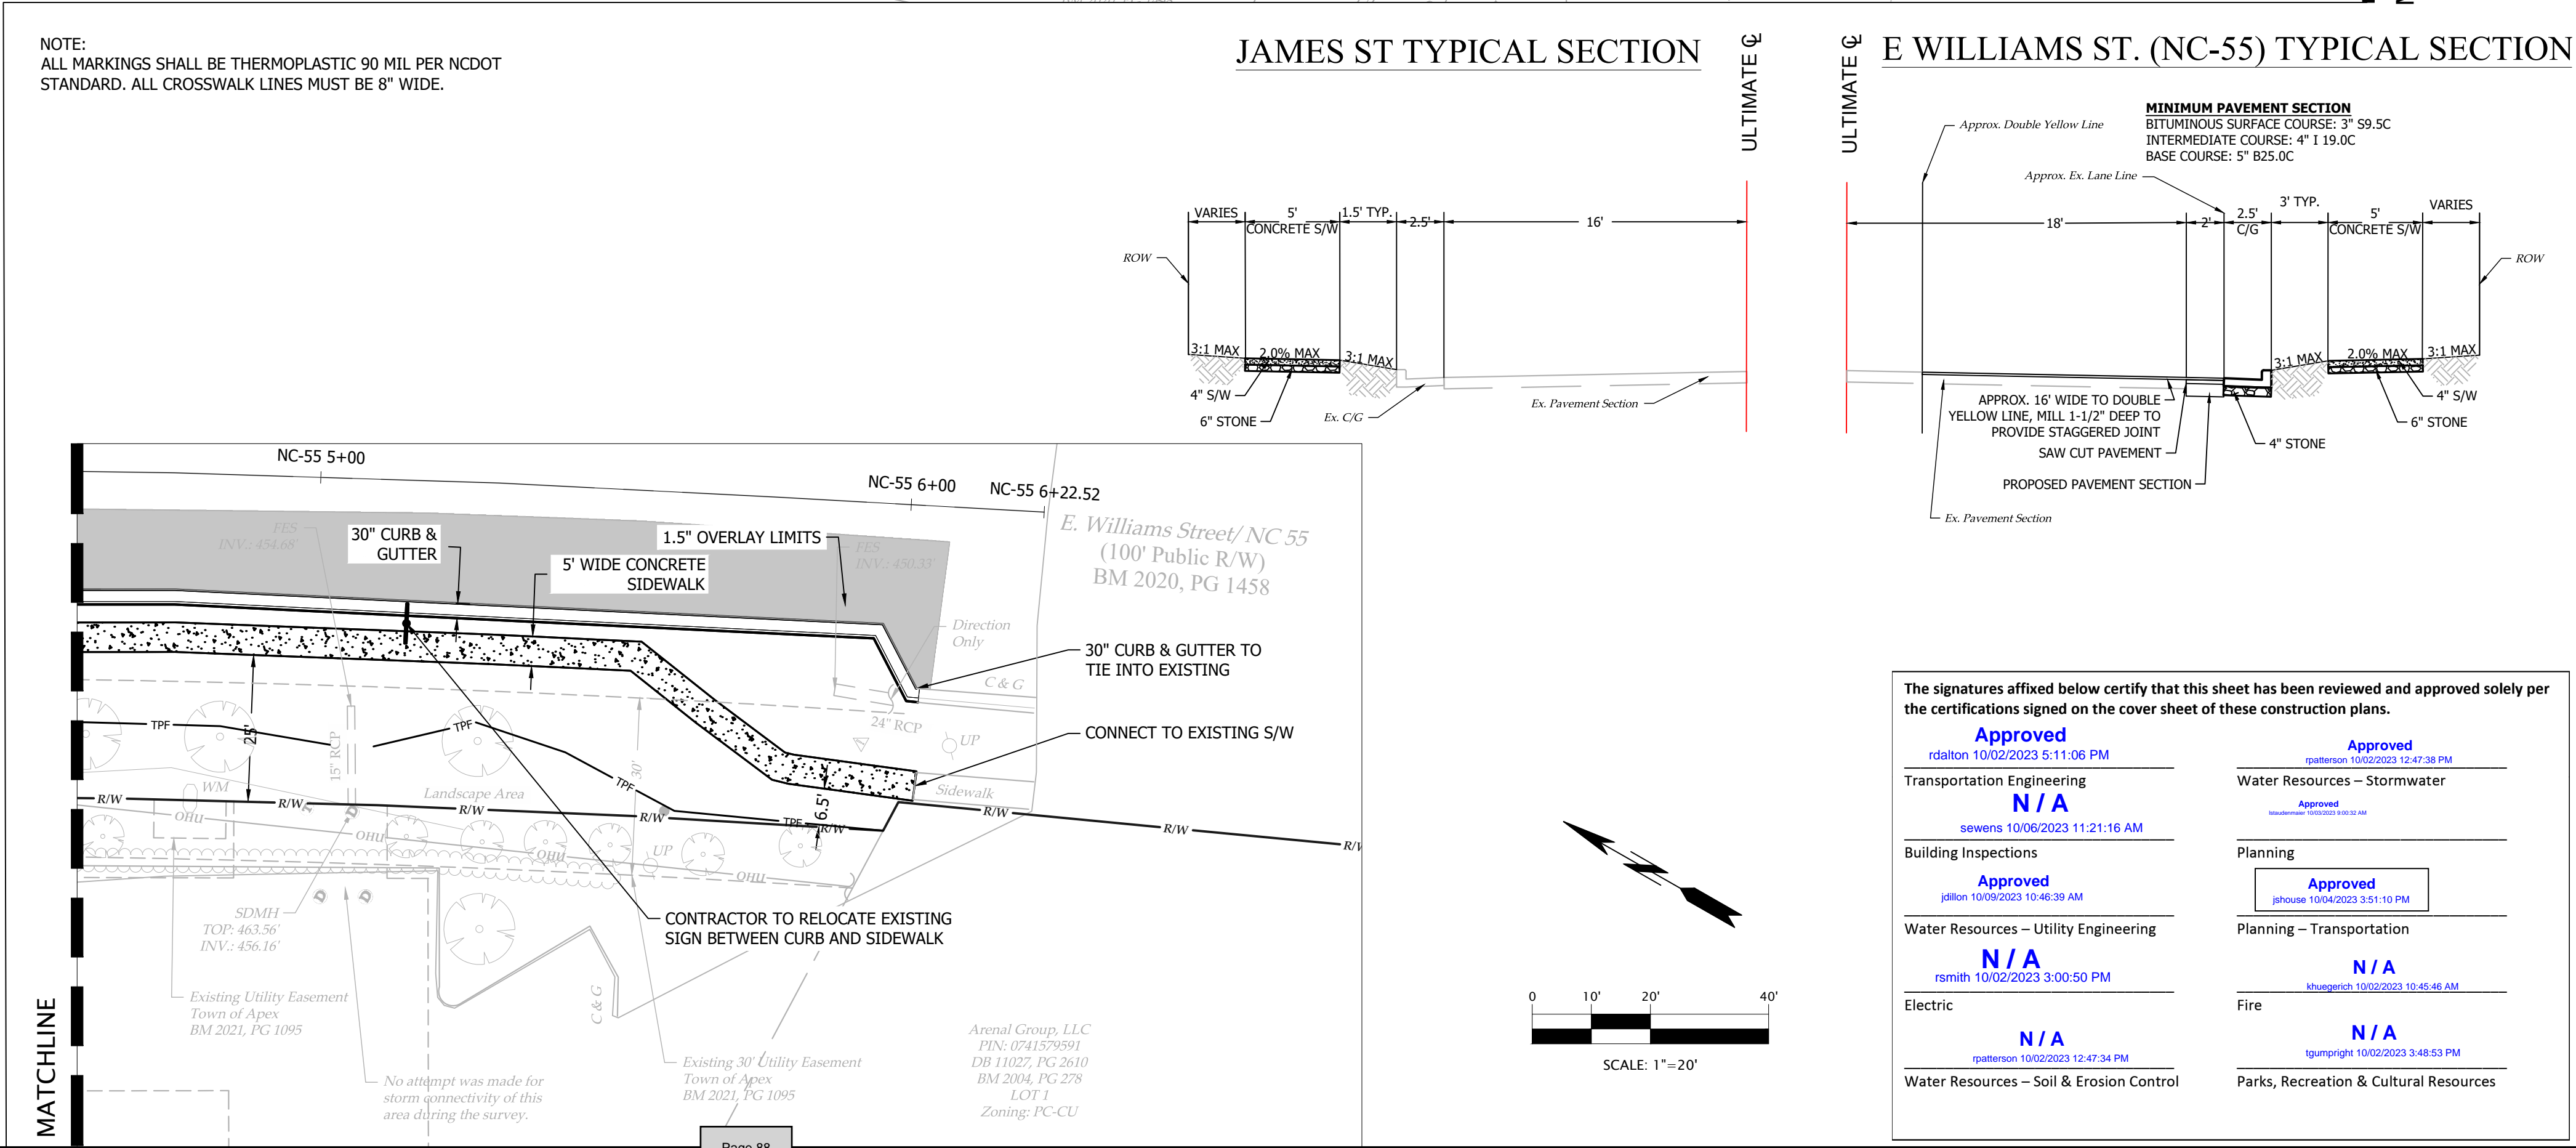 NOTE:
ALL MARKINGS SHALL BE THERMOPLASTIC 90 MIL PER NCDOT
STANDARD. ALL CROSSWALK LINES MUST BE 8" WIDE.
JAMES ST TYPICAL SECTION
ULTIMATE ℄
VARIES
5'
CONCRETE S/W
1.5' TYP.
2.5'
16'
ROW
3:1 MAX
2.0% MAX
3:1 MAX
4" S/W
6" STONE
Ex. C/G
Ex. Pavement Section
ULTIMATE ℄
E WILLIAMS ST. (NC-55) TYPICAL SECTION
MINIMUM PAVEMENT SECTION
BITUMINOUS SURFACE COURSE: 3" S9.5C
INTERMEDIATE COURSE: 4" I 19.0C
BASE COURSE: 5" B25.0C
Approx. Double Yellow Line
Approx. Ex. Lane Line
18'
2'
2.5'
C/G
3' TYP.
5'
CONCRETE S/W
VARIES
ROW
3:1 MAX
2.0% MAX
3:1 MAX
APPROX. 16' WIDE TO DOUBLE
YELLOW LINE, MILL 1-1/2" DEEP TO
PROVIDE STAGGERED JOINT
SAW CUT PAVEMENT
PROPOSED PAVEMENT SECTION
Ex. Pavement Section
4" S/W
6" STONE
4" STONE
NC-55 5+00
NC-55 6+00
NC-55 6+22.52
FES
INV.: 454.68'
30" CURB &
GUTTER
5' WIDE CONCRETE
SIDEWALK
1.5" OVERLAY LIMITS
FES
INV.: 450.33'
E. Williams Street/ NC 55
(100' Public R/W)
BM 2020, PG 1458
Direction
Only
30" CURB & GUTTER TO
TIE INTO EXISTING
C & G
24" RCP
UP
CONNECT TO EXISTING S/W
Sidewalk
TPF
25'
15" RCP
TPF
TPF
TPF
30'
6.5'
WM
Landscape Area
R/W
R/W
R/W
R/W
R/W
R/W
R/W
OHU
OHU
OHU
OHU
UP
T
D
D
D
SDMH
TOP: 463.56'
INV.: 456.16'
CONTRACTOR TO RELOCATE EXISTING
SIGN BETWEEN CURB AND SIDEWALK
C & G
Existing Utility Easement
Town of Apex
BM 2021, PG 1095
Existing 30' Utility Easement
Town of Apex
BM 2021, PG 1095
No attempt was made for
storm connectivity of this
area during the survey.
Arenal Group, LLC
PIN: 0741579591
DB 11027, PG 2610
BM 2004, PG 278
LOT 1
Zoning: PC-CU
MATCHLINE
Page 88
0 10' 20' 40'
SCALE: 1"=20'
The signatures affixed below certify that this sheet has been reviewed and approved solely per
the certifications signed on the cover sheet of these construction plans.
Approved
rdalton 10/02/2023 5:11:06 PM
Transportation Engineering
Approved
rpatterson 10/02/2023 12:47:38 PM
Water Resources – Stormwater
N / A
sewens 10/06/2023 11:21:16 AM
Building Inspections
Approved
lstaudenmaier 10/03/2023 9:00:32 AM
Planning
Approved
jdillon 10/09/2023 10:46:39 AM
Water Resources – Utility Engineering
Approved
jshouse 10/04/2023 3:51:10 PM
Planning – Transportation
N / A
rsmith 10/02/2023 3:00:50 PM
Electric
N / A
khuegerich 10/02/2023 10:45:46 AM
Fire
N / A
rpatterson 10/02/2023 12:47:34 PM
Water Resources – Soil & Erosion Control
N / A
tgumpright 10/02/2023 3:48:53 PM
Parks, Recreation & Cultural Resources